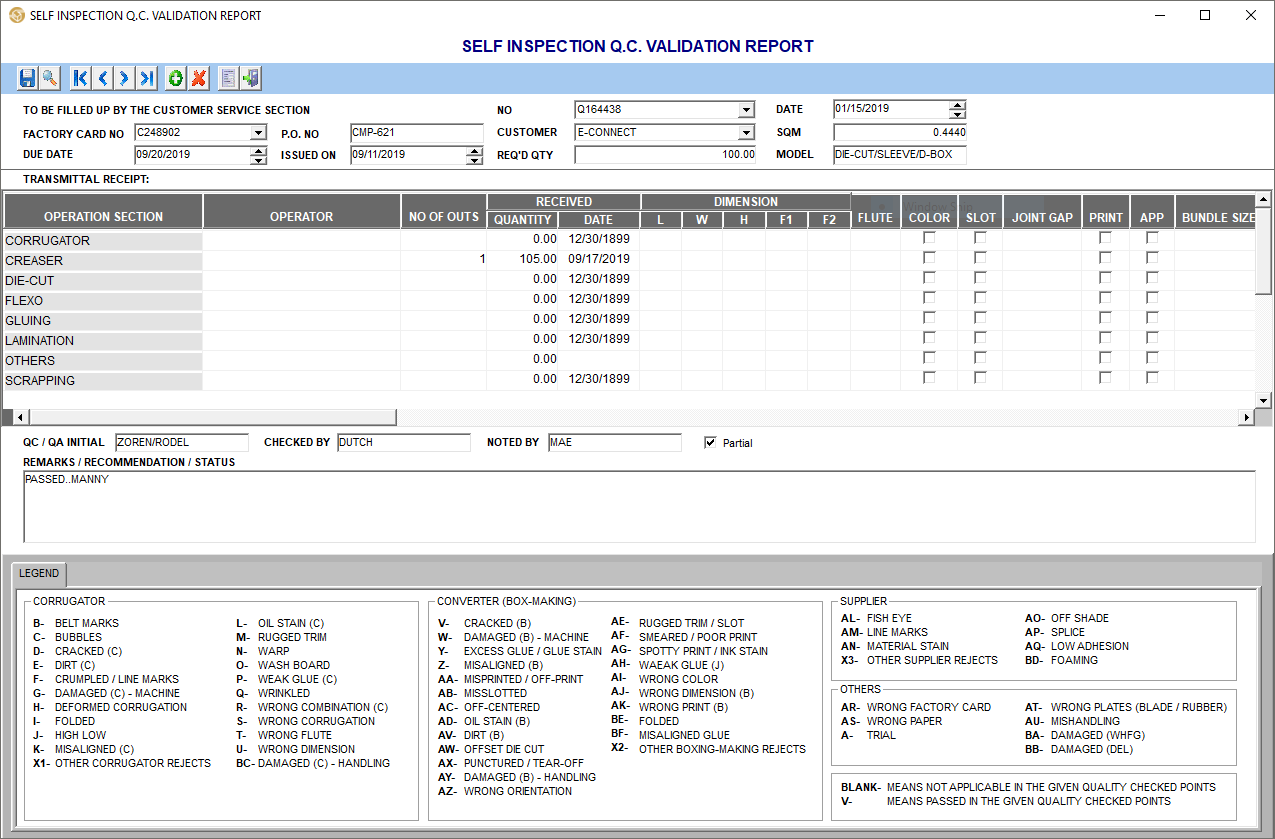 SELF INSPECTION Q.C. VALIDATION REPORT
SELF INSPECTION Q.C. VALIDATION REPORT
TO BE FILLED UP BY THE CUSTOMER SERVICE SECTION NO Q164438 DATE 01/15/2019
FACTORY CARD NO C248902 P.O. NO CMP-621 CUSTOMER E-CONNECT SQM 0.4440
DUE DATE 09/20/2019 ISSUED ON 09/11/2019 REQ'D QTY 100.00 MODEL DIE-CUT/SLEEVE/D-BOX
TRANSMITTAL RECEIPT:
RECEIVED DIMENSION
OPERATION SECTION OPERATOR NO OF OUTS QUANTITY DATE L W H F1 F2 FLUTE COLOR SLOT JOINT GAP PRINT APP BUNDLE SIZE
CORRUGATOR 0.00 12/30/1899
CREASER 1 105.00 09/17/2019
DIE-CUT 0.00 12/30/1899
FLEXO 0.00 12/30/1899
GLUING 0.00 12/30/1899
LAMINATION 0.00 12/30/1899
OTHERS 0.00
SCRAPPING 0.00 12/30/1899
QC / QA INITIAL ZOREN/RODEL CHECKED BY DUTCH NOTED BY MAE Partial
REMARKS / RECOMMENDATION / STATUS
PASSED..MANNY
LEGEND
CORRUGATOR
B- BELT MARKS
C- BUBBLES
D- CRACKED (C)
E- DIRT (C)
F- CRUMPLED / LINE MARKS
G- DAMAGED (C) - MACHINE
H- DEFORMED CORRUGATION
I- FOLDED
J- HIGH LOW
K- MISALIGNED (C)
X1- OTHER CORRUGATOR REJECTS
L- OIL STAIN (C)
M- RUGGED TRIM
N- WARP
O- WASH BOARD
P- WEAK GLUE (C)
Q- WRINKLED
R- WRONG COMBINATION (C)
S- WRONG CORRUGATION
T- WRONG FLUTE
U- WRONG DIMENSION
BC- DAMAGED (C) - HANDLING
CONVERTER (BOX-MAKING)
V- CRACKED (B)
W- DAMAGED (B) - MACHINE
Y- EXCESS GLUE / GLUE STAIN
Z- MISALIGNED (B)
AA- MISPRINTED / OFF-PRINT
AB- MISSLOTTED
AC- OFF-CENTERED
AD- OIL STAIN (B)
AV- DIRT (B)
AW- OFFSET DIE CUT
AX- PUNCTURED / TEAR-OFF
AY- DAMAGED (B) - HANDLING
AZ- WRONG ORIENTATION
AE- RUGGED TRIM / SLOT
AF- SMEARED / POOR PRINT
AG- SPOTTY PRINT / INK STAIN
AH- WAEAK GLUE (J)
AI- WRONG COLOR
AJ- WRONG DIMENSION (B)
AK- WRONG PRINT (B)
BE- FOLDED
BF- MISALIGNED GLUE
X2- OTHER BOXING-MAKING REJECTS
SUPPLIER
AL- FISH EYE
AM- LINE MARKS
AN- MATERIAL STAIN
X3- OTHER SUPPLIER REJECTS
AO- OFF SHADE
AP- SPLICE
AQ- LOW ADHESION
BD- FOAMING
OTHERS
AR- WRONG FACTORY CARD
AS- WRONG PAPER
A- TRIAL
AT- WRONG PLATES (BLADE / RUBBER)
AU- MISHANDLING
BA- DAMAGED (WHFG)
BB- DAMAGED (DEL)
BLANK- MEANS NOT APPLICABLE IN THE GIVEN QUALITY CHECKED POINTS
V- MEANS PASSED IN THE GIVEN QUALITY CHECKED POINTS